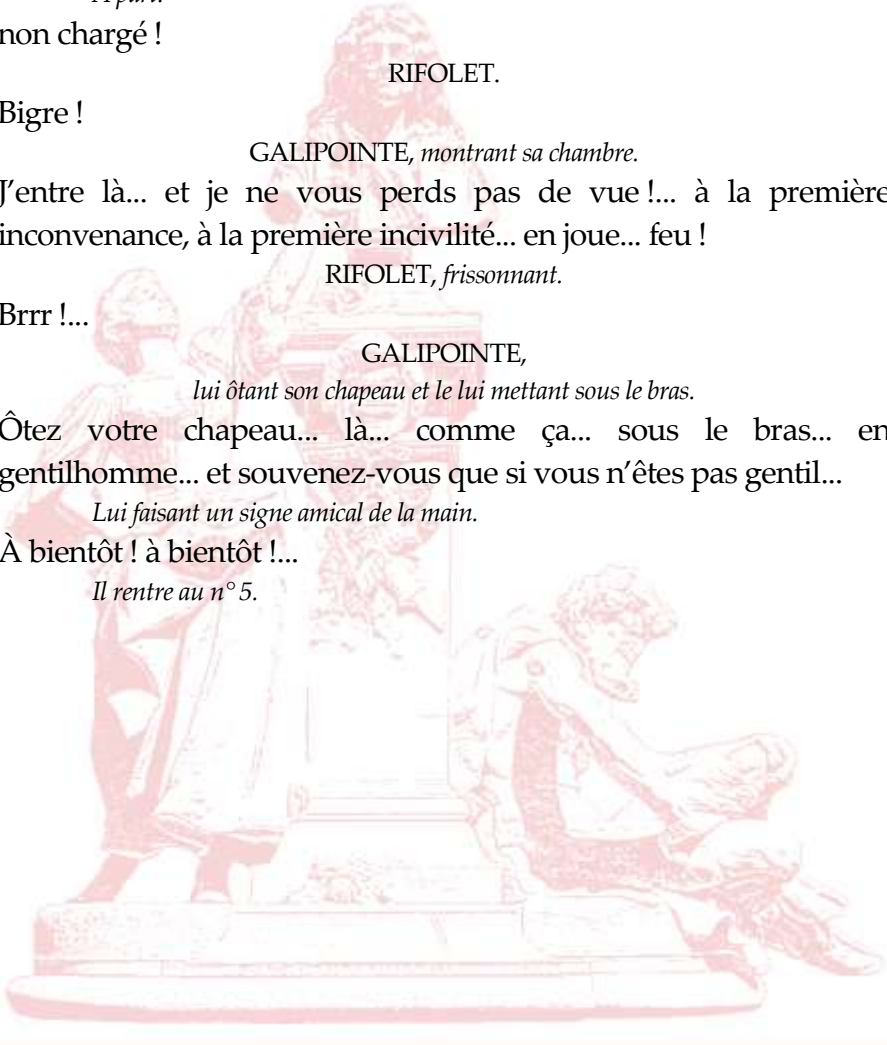 non chargé !
RIFOLET.
Bigre !
GALIPOINTE, montrant sa chambre.
J’entre là... et je ne vous perds pas de vue !... à la première
inconvenance, à la première incivilité... en joue... feu !
RIFOLET, frissonnant.
Brrr !...
GALIPOINTE,
lui ôtant son chapeau et le lui mettant sous le bras.
Ôtez votre chapeau... là... comme ça... sous le bras... en
gentilhomme... et souvenez-vous que si vous n’êtes pas gentil...
Lui faisant un signe amical de la main.
À bientôt ! à bientôt !...
Il rentre au n° 5.